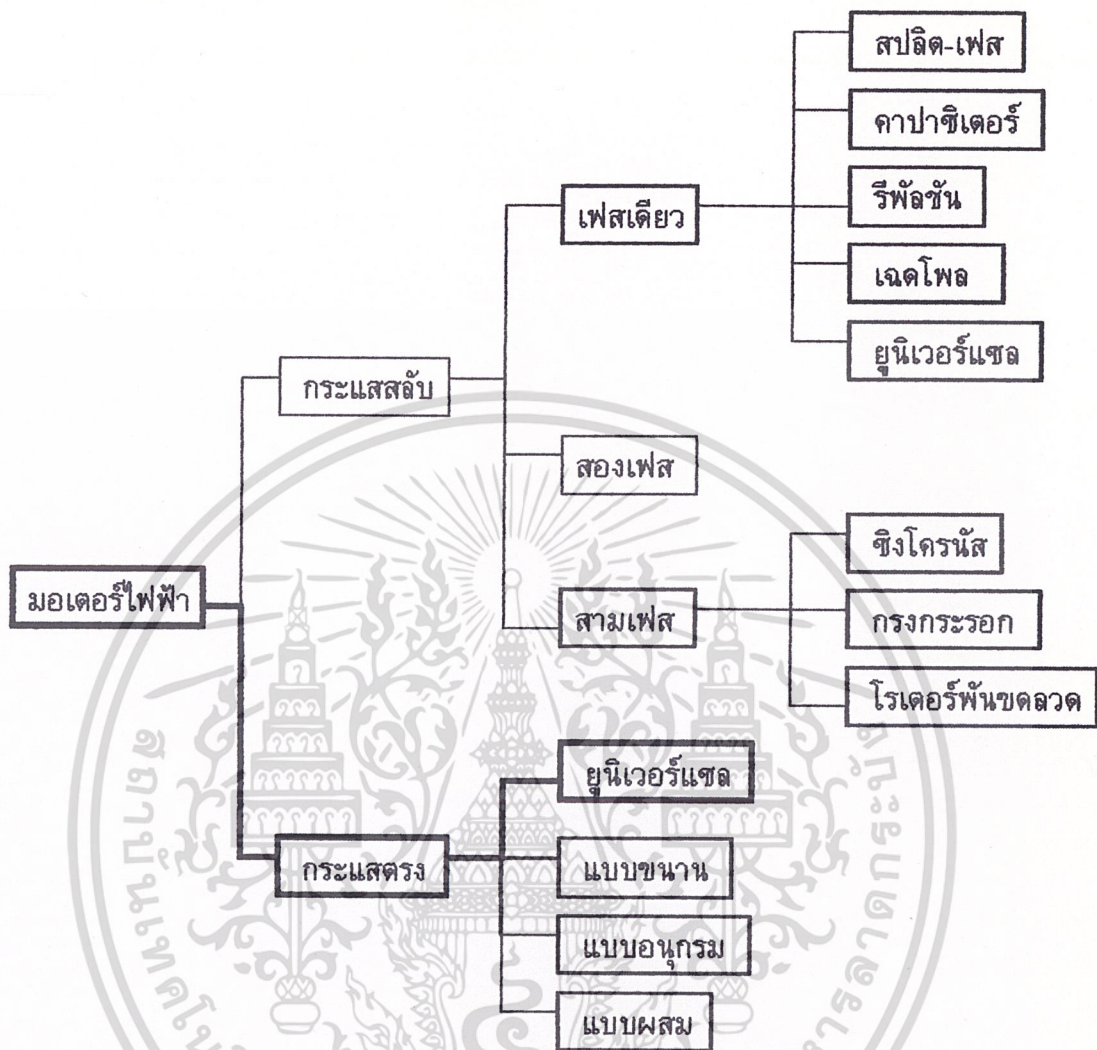 มอเตอร์ไฟฟ้า
กระแสสลับ
เฟสเดียว
สปลิต-เฟส
คาปาซิเตอร์
รีพัลชัน
เฉดโพล
ยูนิเวอร์แซล
สองเฟส
สามเฟส
ซิงโครนัส
กรงกระรอก
โรเตอร์พันขดลวด
กระแสตรง
ยูนิเวอร์แซล
แบบขนาน
แบบอนุกรม
แบบผสม